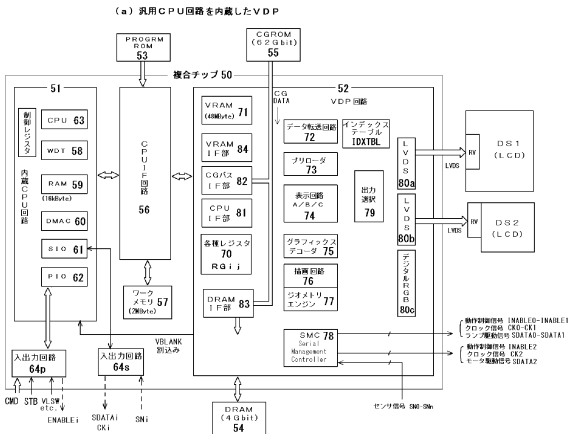 (a) 汎用CPU回路を内蔵したVDP
PROGRM
ROM
53
CGROM
(62Gbit)
55
複合チップ 50
51
制御レジスタ
内蔵CPU回路
CPU 63
WDT 58
RAM 59
(16kByte)
DMAC 60
SIO 61
PIO 62
CPUIF回路
56
ワーク
メモリ 57
(2MByte)
52
VDP回路
CG
DATA
VRAM
(48MByte) 71
VRAM
IF部 84
CGバス
IF部 82
CPU
IF部 81
各種レジスタ
70
RGij
DRAM
IF部 83
データ転送回路
72
インデックス
テーブル
IDXTBL
プリローダ
73
表示回路
A/B/C
74
出力
選択
79
グラフィックス
デコーダ 75
描画回路
76
ジオメトリ
エンジン 77
SMC 78
Serial
Management
Controller
LVDS
80a
LVDS
80b
デジタルRGB
80c
LVDS
RV
DS1
(LCD)
LVDS
RV
DS2
(LCD)
VBLANK
割込み
入出力回路
64p
入出力回路
64s
CMD
STB
VLSW
etc.
ENABLEi
SDATAi
CKi
SNi
DRAM
(4Gbit)
54
動作制御信号 INABLE0-INABLE1
クロック信号 CK0-CK1
ランプ駆動信号 SDATA0-SDATA1
動作制御信号 INABLE2
クロック信号 CK2
モータ駆動信号 SDATA2
センサ信号 SN0-SNn